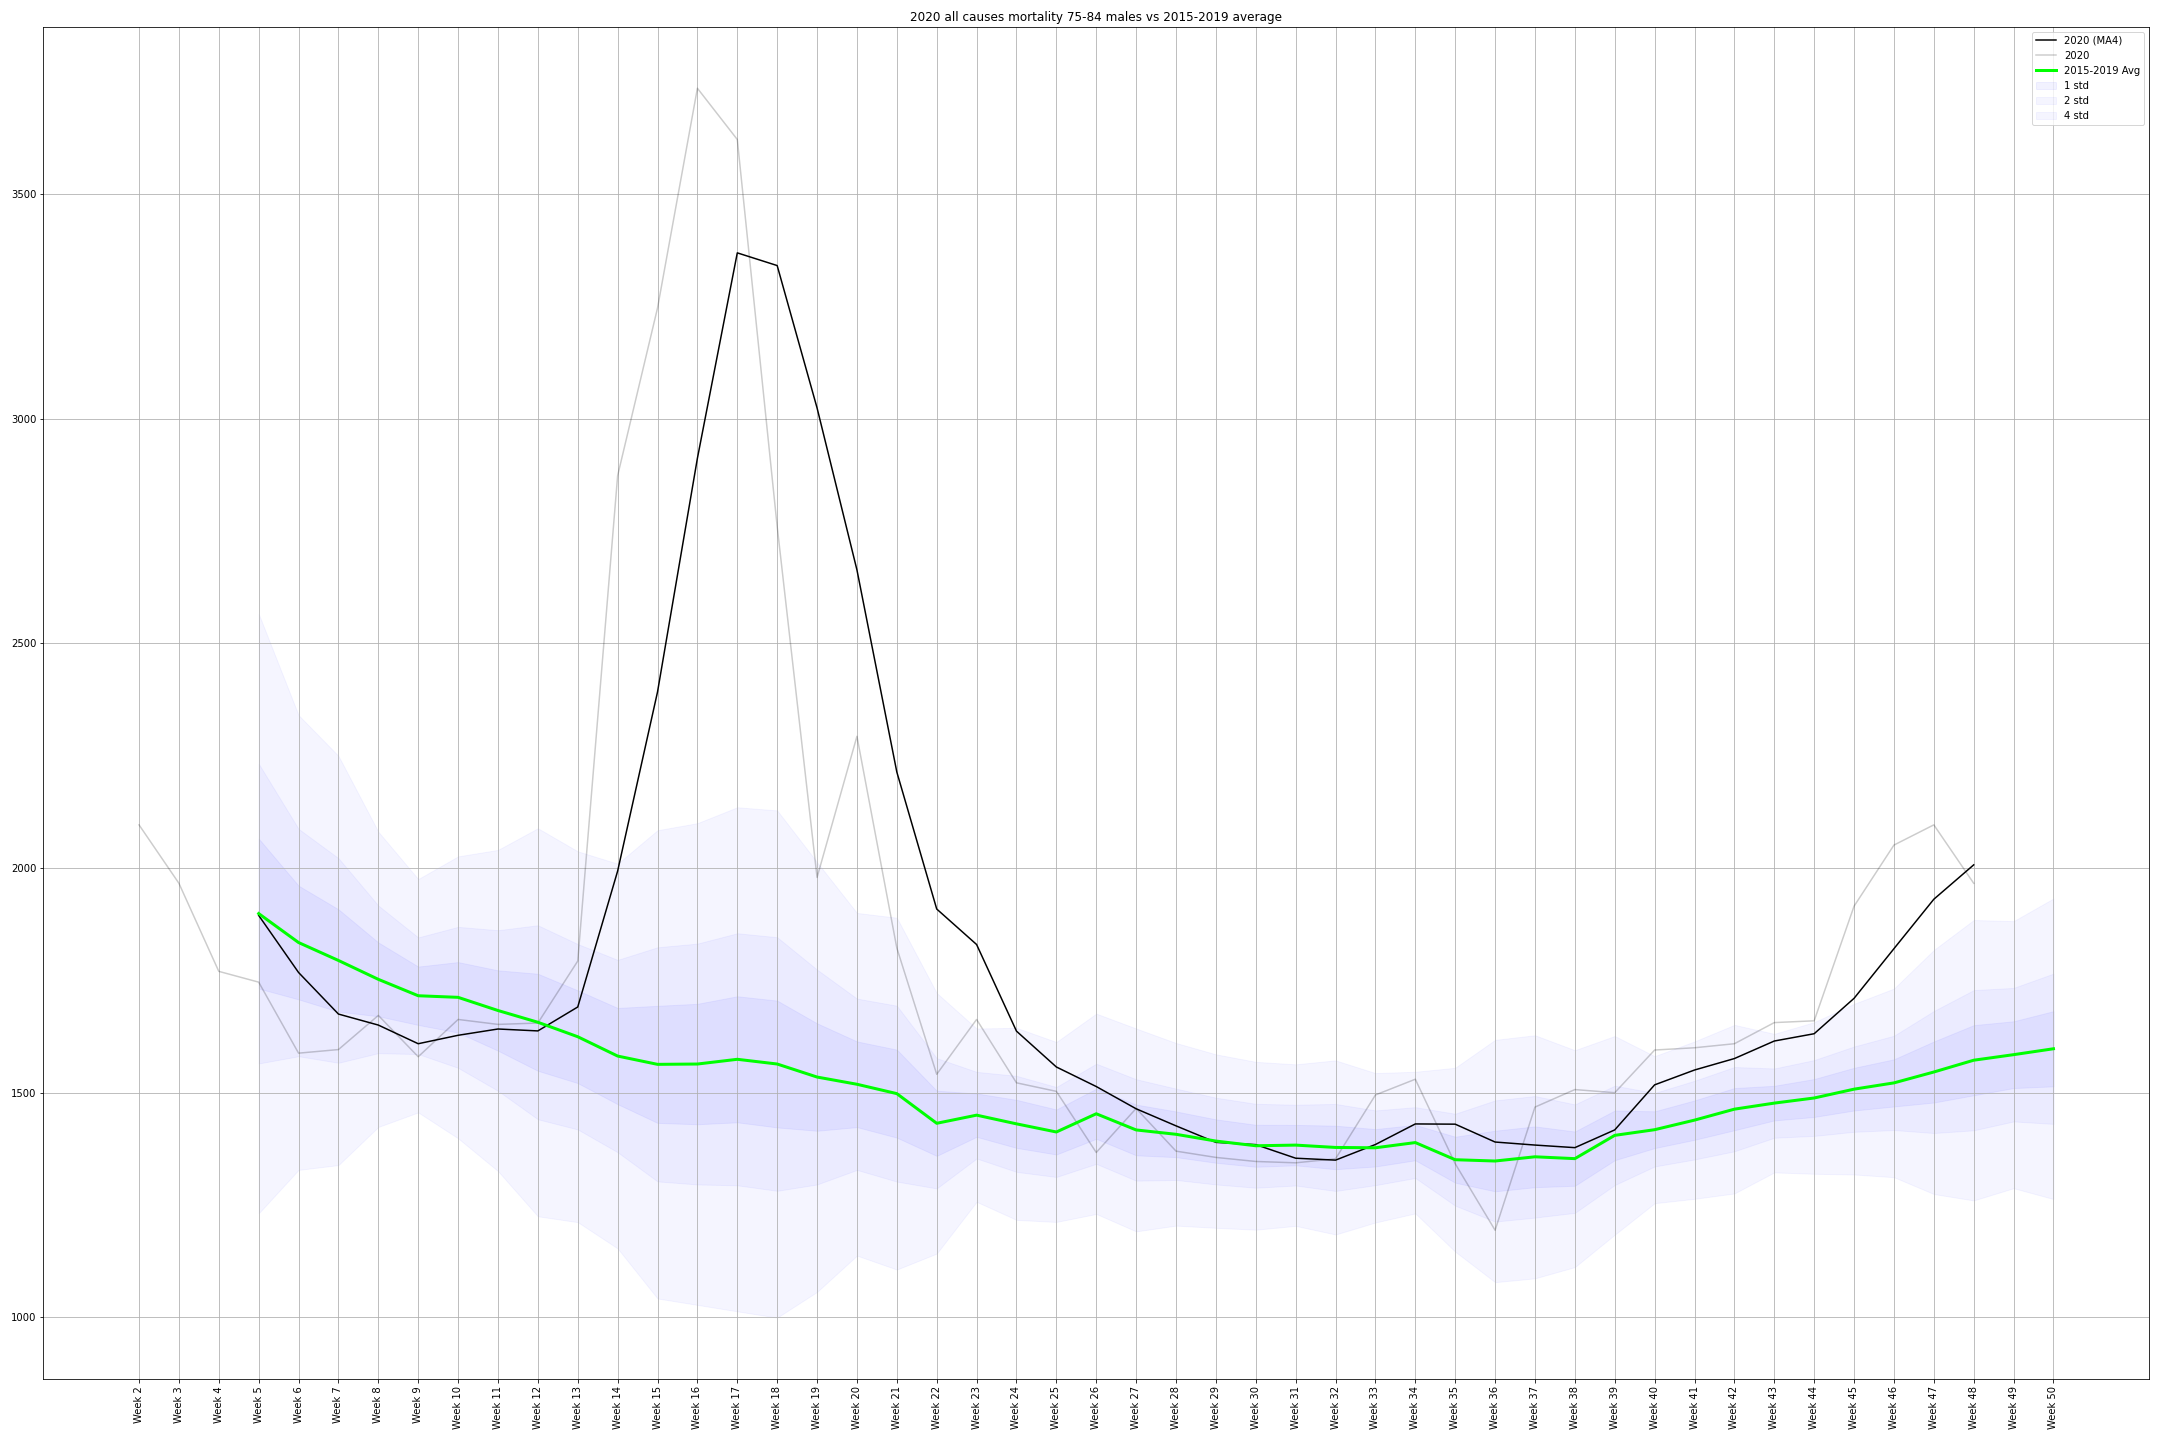 2020 all causes mortality 75-84 males vs 2015-2019 average
2020 (MA4)
2020
2015-2019 Avg
1 std
2 std
4 std
3500
3000
2500
2000
1500
1000
Week 2
Week 3
Week 4
Week 5
Week 6
Week 7
Week 8
Week 9
Week 10
Week 11
Week 12
Week 13
Week 14
Week 15
Week 16
Week 17
Week 18
Week 19
Week 20
Week 21
Week 22
Week 23
Week 24
Week 25
Week 26
Week 27
Week 28
Week 29
Week 30
Week 31
Week 32
Week 33
Week 34
Week 35
Week 36
Week 37
Week 38
Week 39
Week 40
Week 41
Week 42
Week 43
Week 44
Week 45
Week 46
Week 47
Week 48
Week 49
Week 50